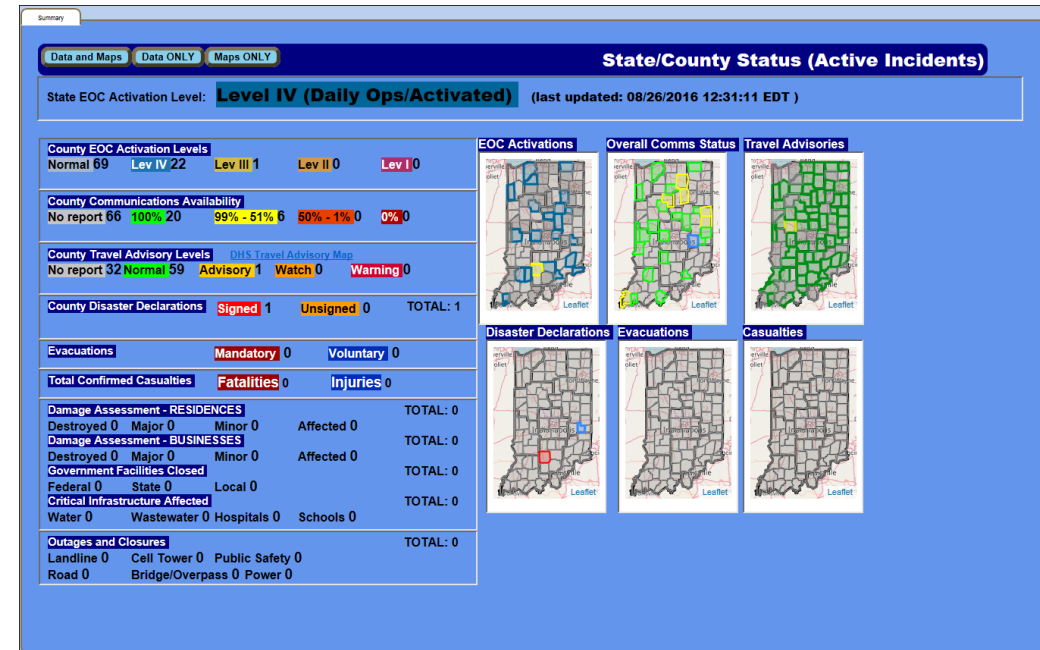 Summary
Data and Maps Data ONLY Maps ONLY
State/County Status (Active Incidents)
State EOC Activation Level: Level IV (Daily Ops/Activated) (last updated: 08/26/2016 12:31:11 EDT )
County EOC Activation Levels
Normal 69 Lev IV 22 Lev III 1 Lev II 0 Lev I 0
County Communications Availability
No report 66 100% 20 99% - 51% 6 50% - 1% 0 0% 0
County Travel Advisory Levels DHS Travel Advisory Map
No report 32 Normal 59 Advisory 1 Watch 0 Warning 0
County Disaster Declarations Signed 1 Unsigned 0 TOTAL: 1
Evacuations Mandatory 0 Voluntary 0
Total Confirmed Casualties Fatalities 0 Injuries 0
Damage Assessment - RESIDENCES TOTAL: 0
Destroyed 0 Major 0 Minor 0 Affected 0
Damage Assessment - BUSINESSES TOTAL: 0
Destroyed 0 Major 0 Minor 0 Affected 0
Government Facilities Closed TOTAL: 0
Federal 0 State 0 Local 0
Critical Infrastructure Affected TOTAL: 0
Water 0 Wastewater 0 Hospitals 0 Schools 0
Outages and Closures TOTAL: 0
Landline 0 Cell Tower 0 Public Safety 0
Road 0 Bridge/Overpass 0 Power 0
EOC Activations Overall Comms Status Travel Advisories
Leaflet Leaflet Leaflet
Disaster Declarations Evacuations Casualties
Leaflet Leaflet Leaflet